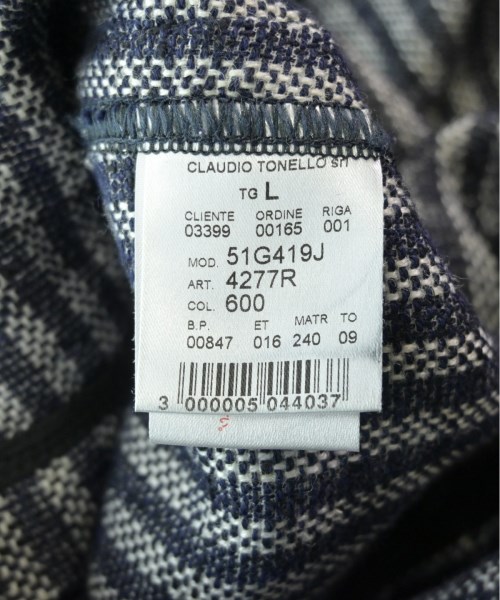 CLAUDIO TONELLO srl
TG L
CLIENTE ORDINE RIGA
03399 00165 001
MOD. 51G419J
ART. 4277R
COL. 600
B.P. ET MATR TO
00847 016 240 09
3 000005 044037